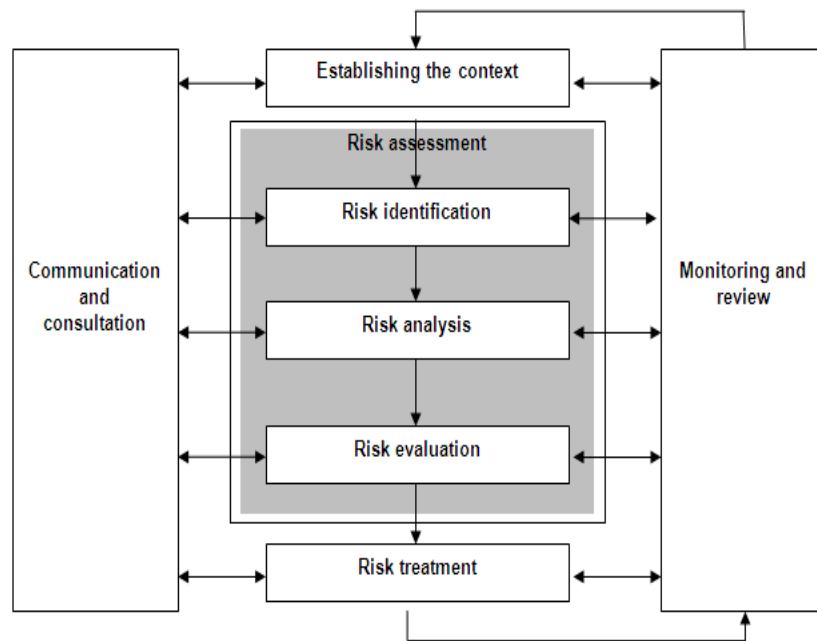 Establishing the context
Risk assessment
Risk identification
Communication
and
consultation
Monitoring and
review
Risk analysis
Risk evaluation
Risk treatment